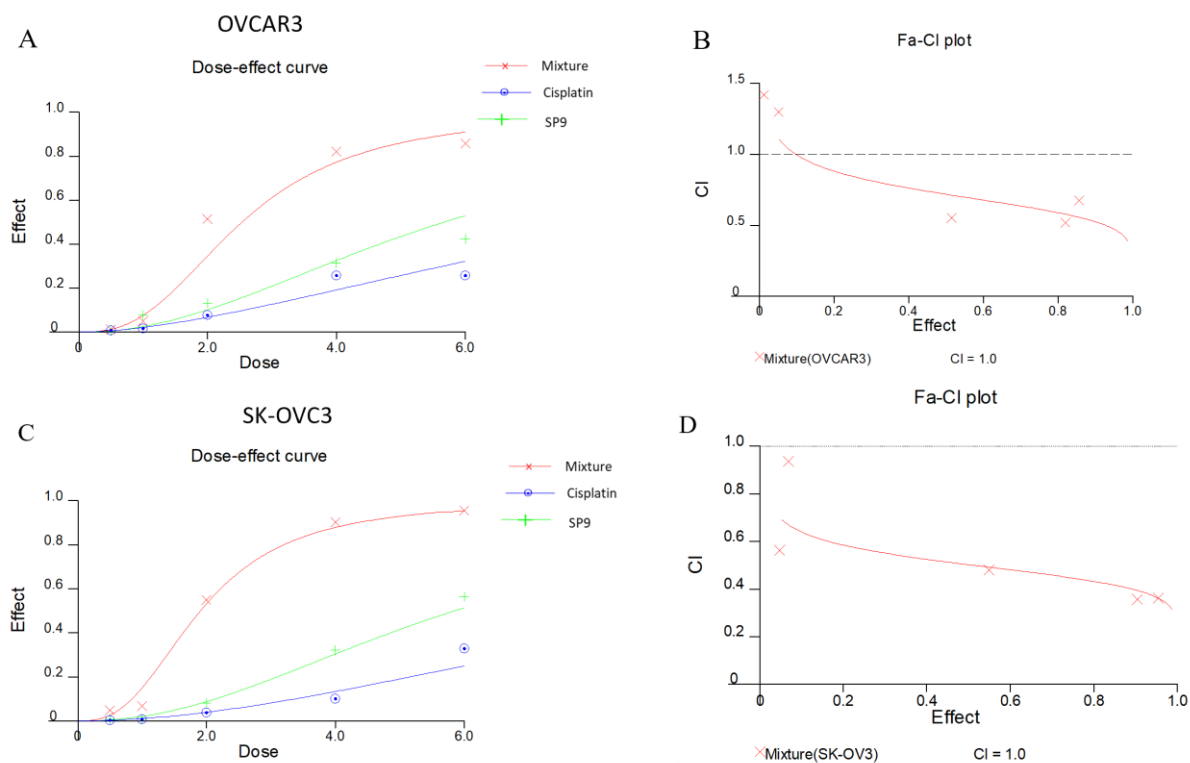 A
OVCAR3
Dose-effect curve
Mixture
Cisplatin
SP9
1.0
0.8
0.6
0.4
0.2
0
Effect
0
2.0
4.0
6.0
Dose
B
Fa-CI plot
1.5
1.0
0.5
0
CI
0
0.2
0.4
0.6
0.8
1.0
Effect
Mixture(OVCAR3) CI = 1.0
C
SK-OVC3
Dose-effect curve
Mixture
Cisplatin
SP9
1.0
0.8
0.6
0.4
0.2
0
Effect
0
2.0
4.0
6.0
Dose
D
Fa-CI plot
1.0
0.8
0.6
0.4
0.2
0
CI
0
0.2
0.4
0.6
0.8
1.0
Effect
Mixture(SK-OV3) CI = 1.0